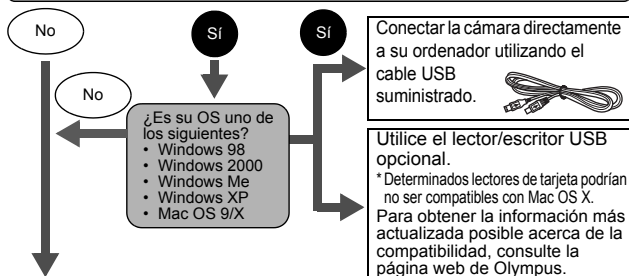 No
Sí
Sí
No
¿Es su OS uno de
los siguientes?
• Windows 98
• Windows 2000
• Windows Me
• Windows XP
• Mac OS 9/X
Conectar la cámara directamente
a su ordenador utilizando el
cable USB
suministrado.
Utilice el lector/escritor USB
opcional.
* Determinados lectores de tarjeta podrían
no ser compatibles con Mac OS X.
Para obtener la información más
actualizada posible acerca de la
compatibilidad, consulte la
página web de Olympus.